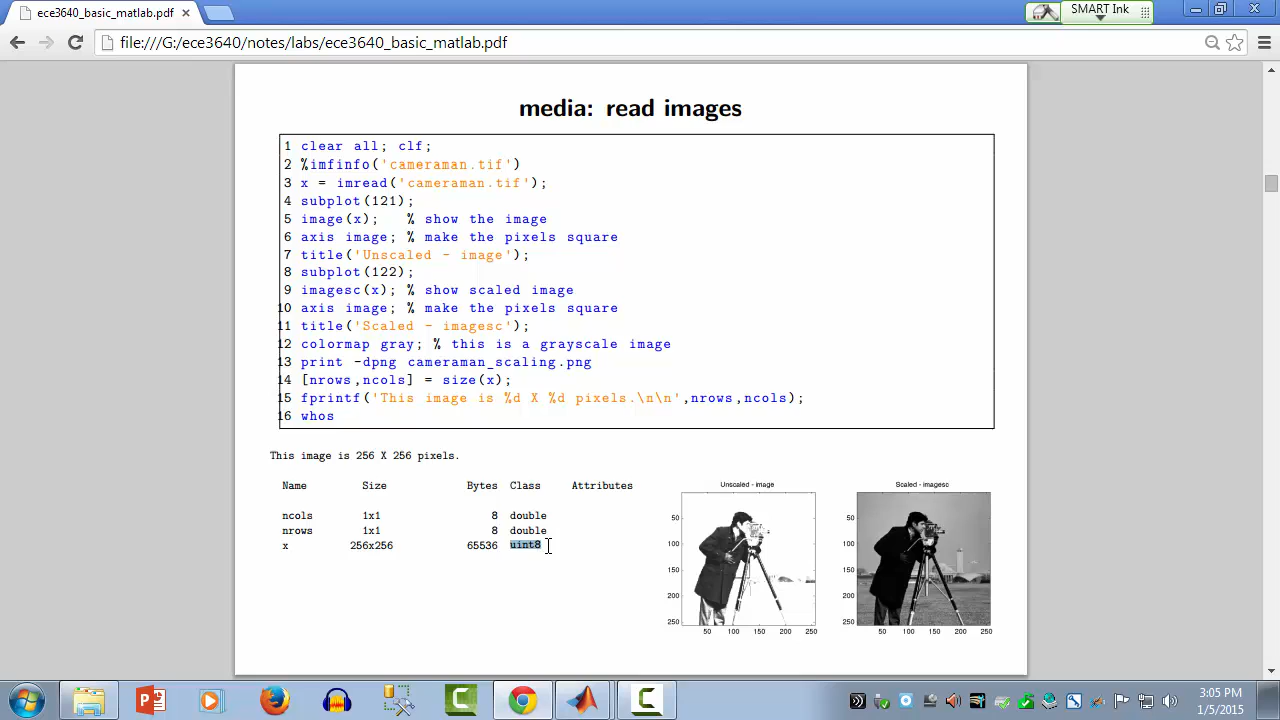 ece3640_basic_matlab.pdf
SMART Ink
file:///G:/ece3640/notes/labs/ece3640_basic_matlab.pdf
media: read images
1 clear all; clf;
2 %imfinfo('cameraman.tif')
3 x = imread('cameraman.tif');
4 subplot(121);
5 image(x);   % show the image
6 axis image; % make the pixels square
7 title('Unscaled - image');
8 subplot(122);
9 imagesc(x); % show scaled image
10 axis image; % make the pixels square
11 title('Scaled - imagesc');
12 colormap gray; % this is a grayscale image
13 print -dpng cameraman_scaling.png
14 [nrows,ncols] = size(x);
15 fprintf('This image is %d X %d pixels.\n\n',nrows,ncols);
16 whos
This image is 256 X 256 pixels.
Name Size Bytes Class Attributes
ncols 1x1 8 double
nrows 1x1 8 double
x 256x256 65536 uint8
Unscaled - image
50
100
150
200
250
50 100 150 200 250
Scaled - imagesc
50
100
150
200
250
50 100 150 200 250
3:05 PM
1/5/2015